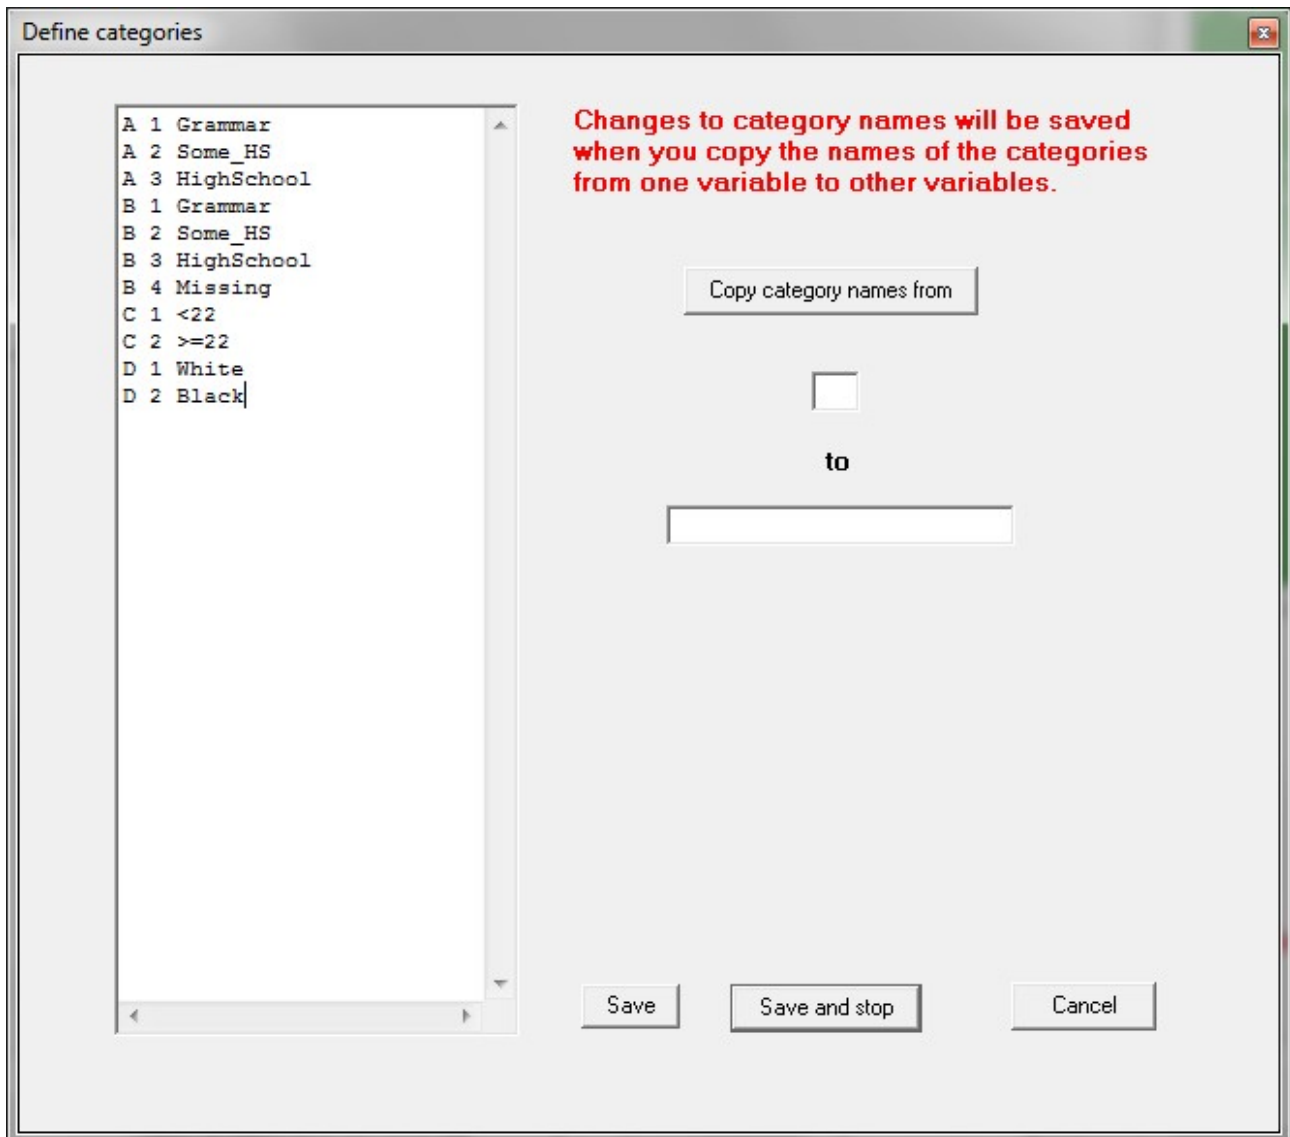 Define categories
A 1 Grammar
A 2 Some_HS
A 3 HighSchool
B 1 Grammar
B 2 Some_HS
B 3 HighSchool
B 4 Missing
C 1 <22
C 2 >=22
D 1 White
D 2 Black
Changes to category names will be saved
when you copy the names of the categories
from one variable to other variables.
Copy category names from
to
Save
Save and stop
Cancel